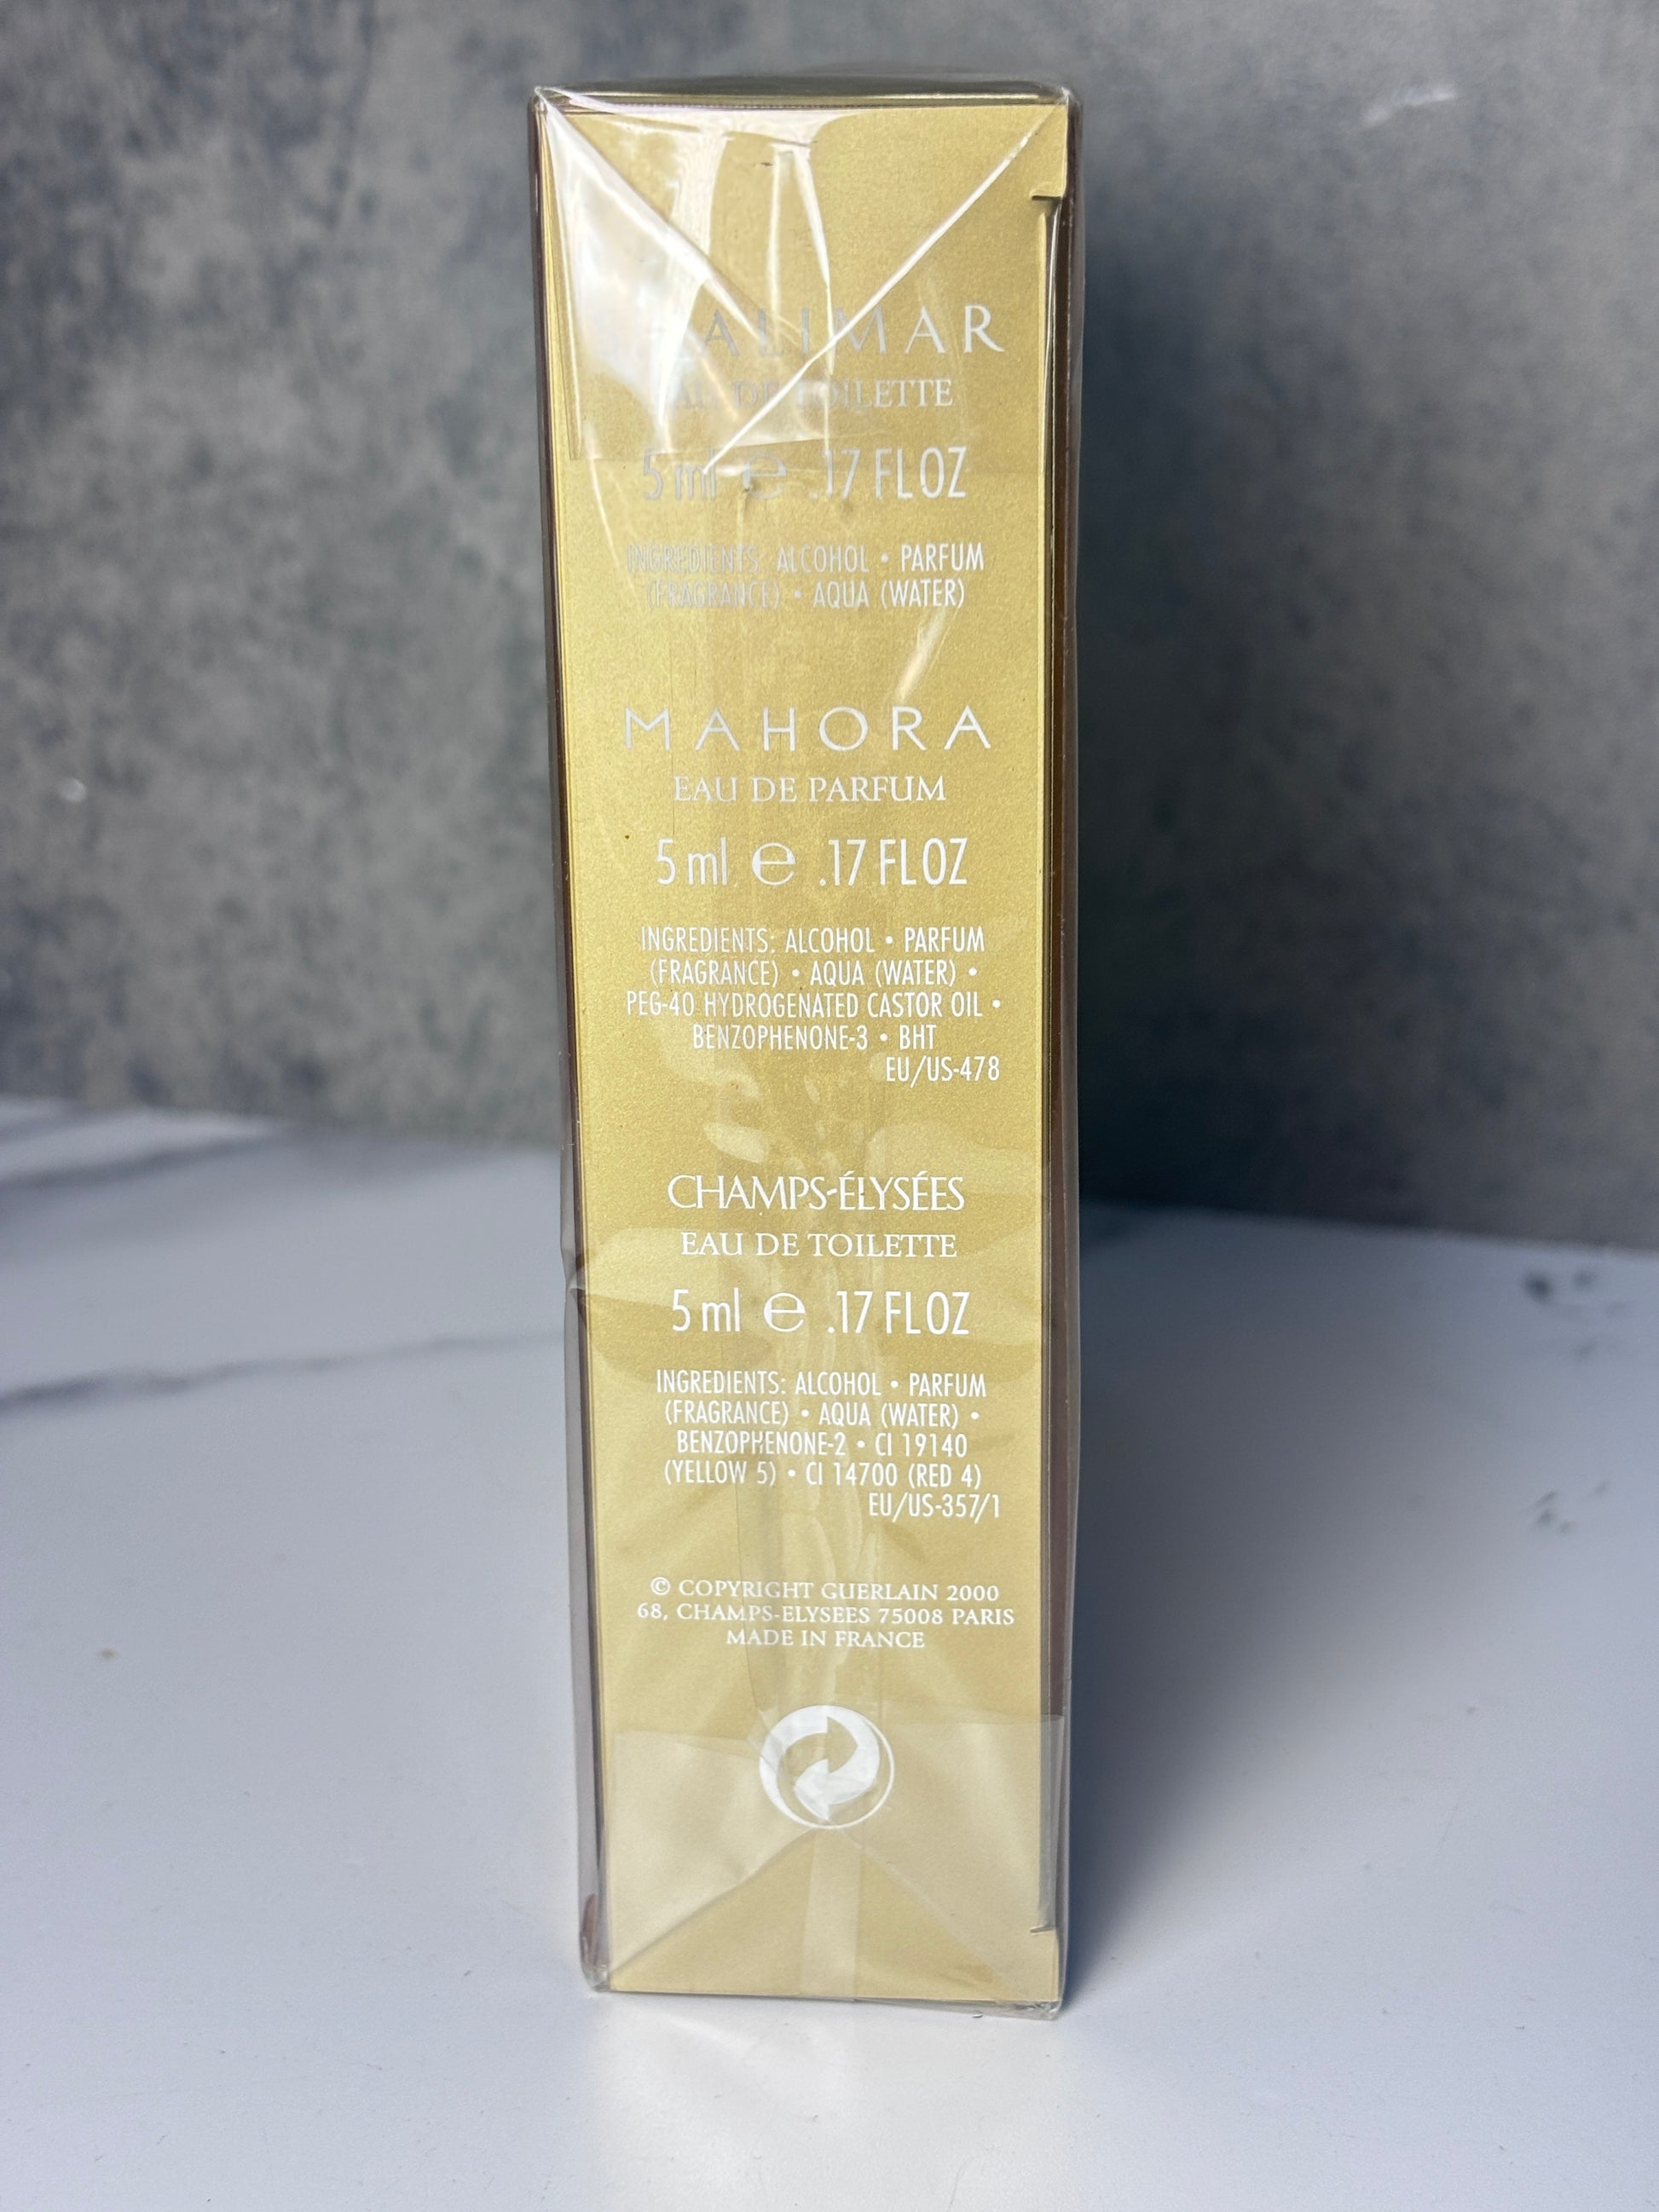 SHALIMAR
EAU DE TOILETTE
5 ml e .17 FL OZ
INGREDIENTS: ALCOHOL • PARFUM
(FRAGRANCE) • AQUA (WATER)
MAHORA
EAU DE PARFUM
5 ml e .17 FL OZ
INGREDIENTS: ALCOHOL • PARFUM
(FRAGRANCE) • AQUA (WATER) •
PEG-40 HYDROGENATED CASTOR OIL •
BENZOPHENONE-3 • BHT
EU/US-478
CHAMPS-ÉLYSÉES
EAU DE TOILETTE
5 ml e .17 FL OZ
INGREDIENTS: ALCOHOL • PARFUM
(FRAGRANCE) • AQUA (WATER) •
BENZOPHENONE-2 • CI 19140
(YELLOW 5) • CI 14700 (RED 4)
EU/US-357/1
© COPYRIGHT GUERLAIN 2000
68, CHAMPS-ELYSEES 75008 PARIS
MADE IN FRANCE